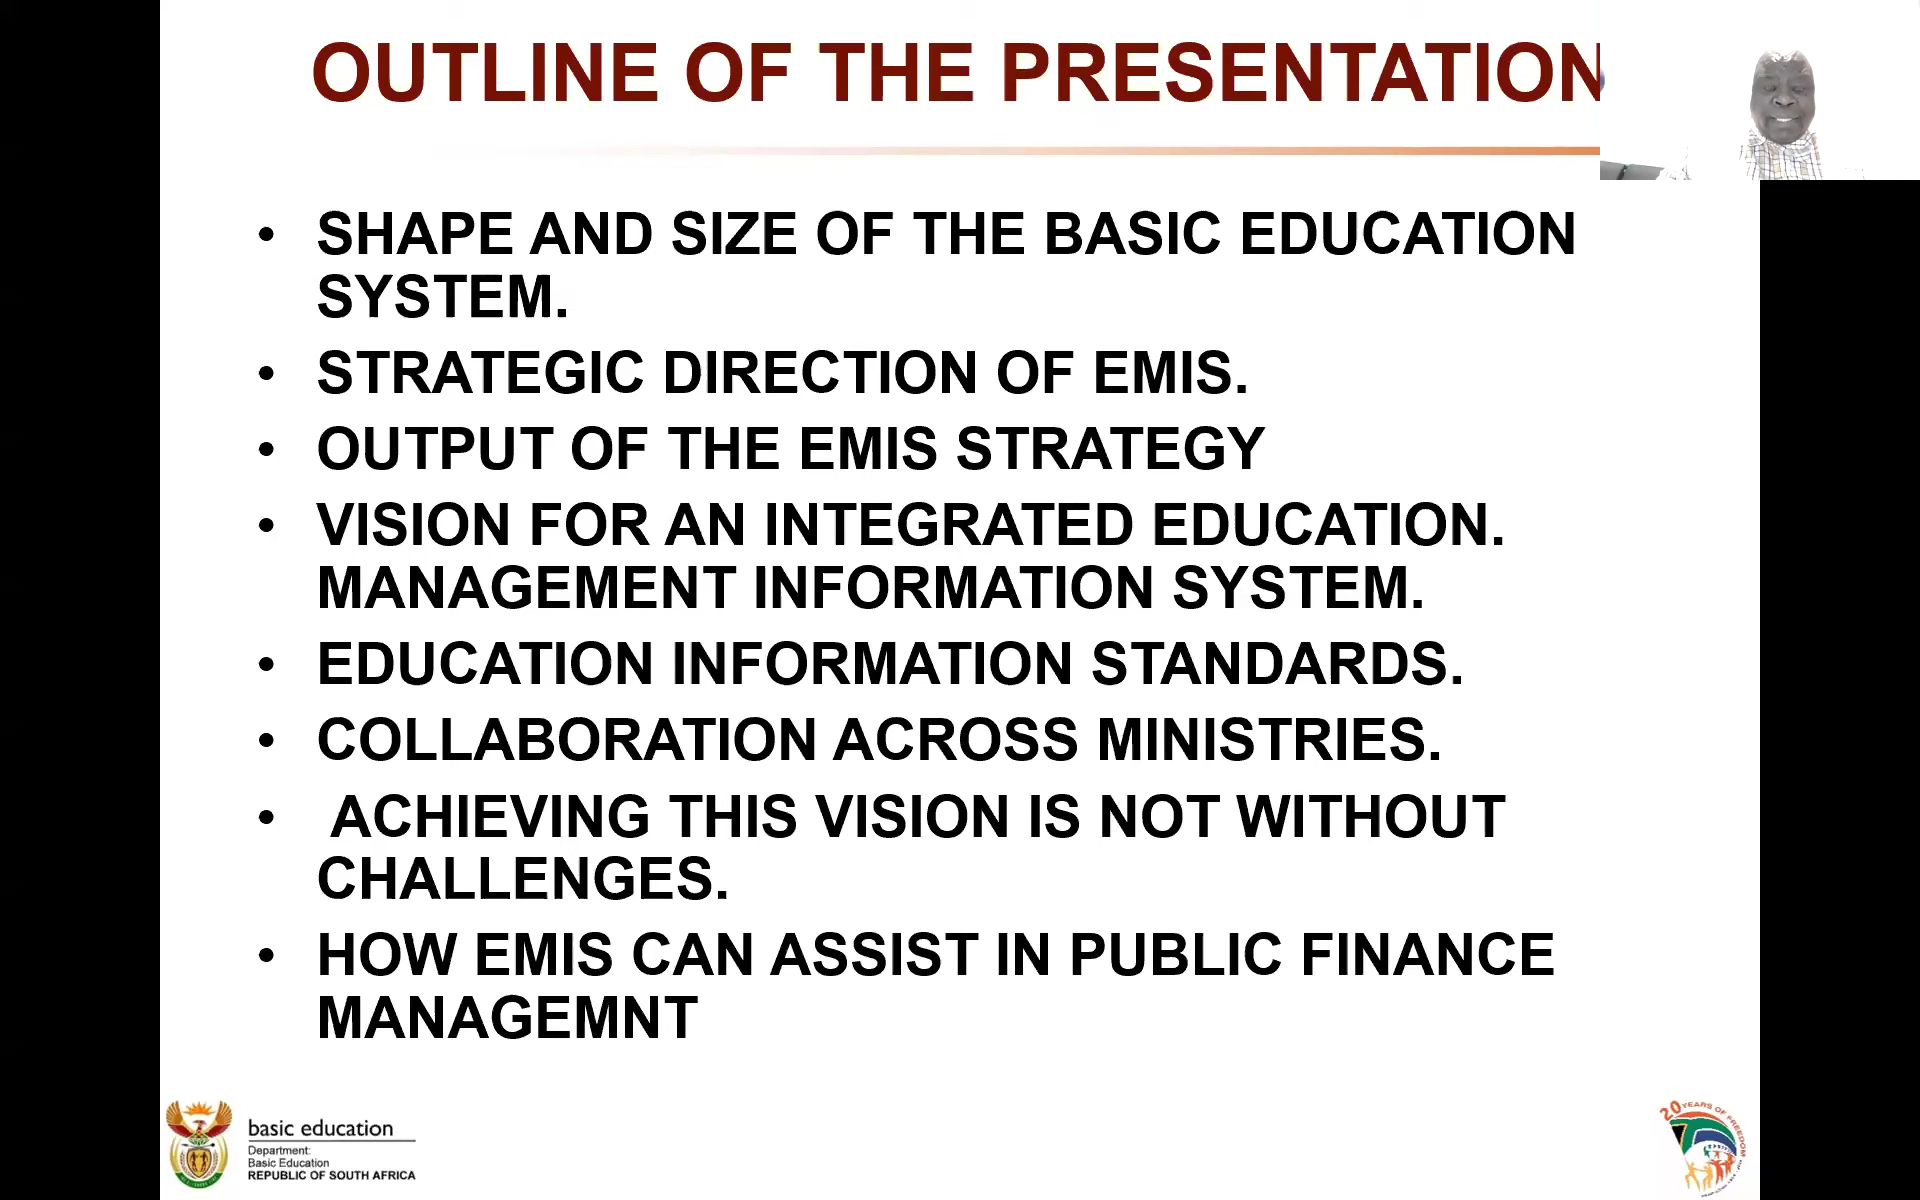 OUTLINE OF THE PRESENTATION
• SHAPE AND SIZE OF THE BASIC EDUCATION
SYSTEM.
• STRATEGIC DIRECTION OF EMIS.
• OUTPUT OF THE EMIS STRATEGY
• VISION FOR AN INTEGRATED EDUCATION.
MANAGEMENT INFORMATION SYSTEM.
• EDUCATION INFORMATION STANDARDS.
• COLLABORATION ACROSS MINISTRIES.
• ACHIEVING THIS VISION IS NOT WITHOUT
CHALLENGES.
• HOW EMIS CAN ASSIST IN PUBLIC FINANCE
MANAGEMNT
basic education
Department:
Basic Education
REPUBLIC OF SOUTH AFRICA
20 YEARS OF FREEDOM